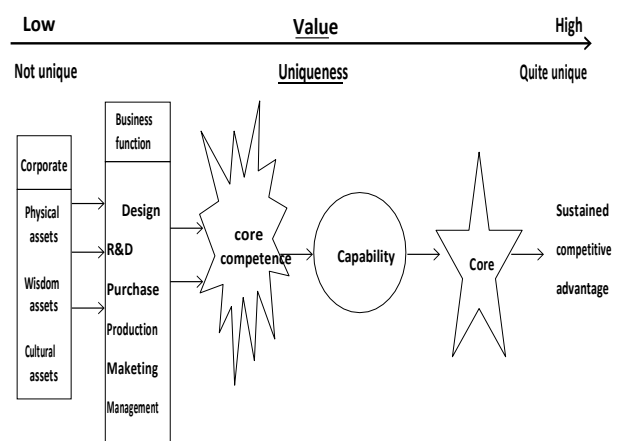 Low Value High
Not unique Uniqueness Quite unique
Corporate
Physical
assets
Wisdom
assets
Cultural
assets
Business
function
Design
R&D
Purchase
Production
Maketing
Management
core
competence
Capability
Core
Sustained
competitive
advantage